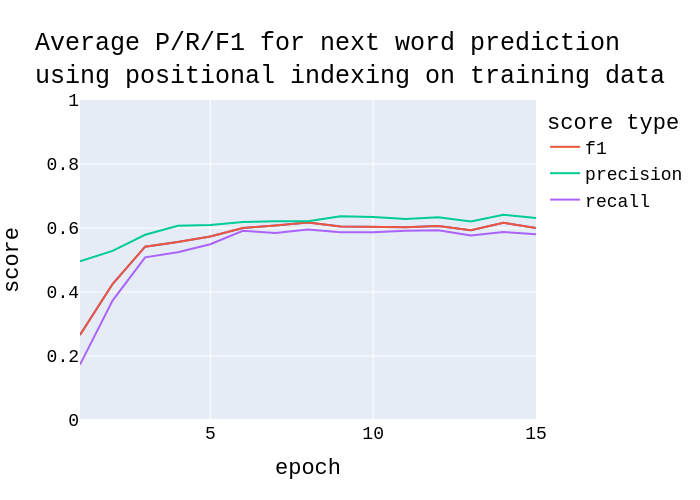 Average P/R/F1 for next word prediction
using positional indexing on training data
score type
f1
precision
recall
1
0.8
0.6
0.4
0.2
0
score
5
10
15
epoch